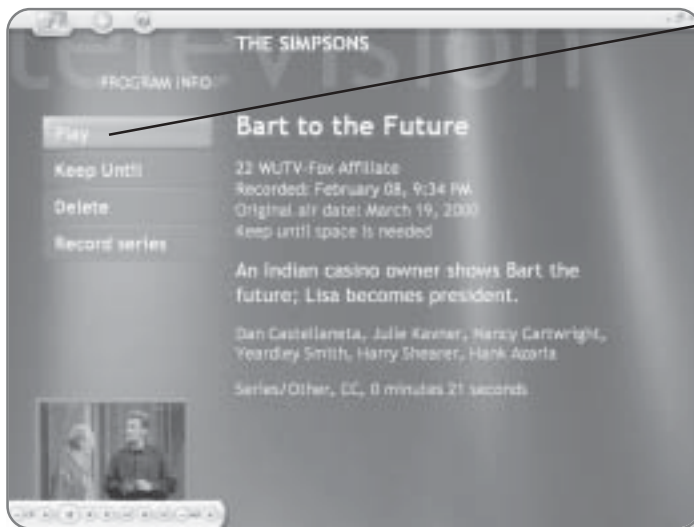 television
THE SIMPSONS
PROGRAM INFO
Play
Bart to the Future
Keep Until
22 WUTV-Fox Affiliate
Recorded: February 08, 9:34 PM
Delete
Original air date: March 19, 2000
Keep until space is needed
Record series
An Indian casino owner shows Bart the
future; Lisa becomes president.
Dan Castellaneta, Julie Kavner, Nancy Cartwright,
Yeardley Smith, Harry Shearer, Hank Azaria
Series/Other, CC, 0 minutes 21 seconds